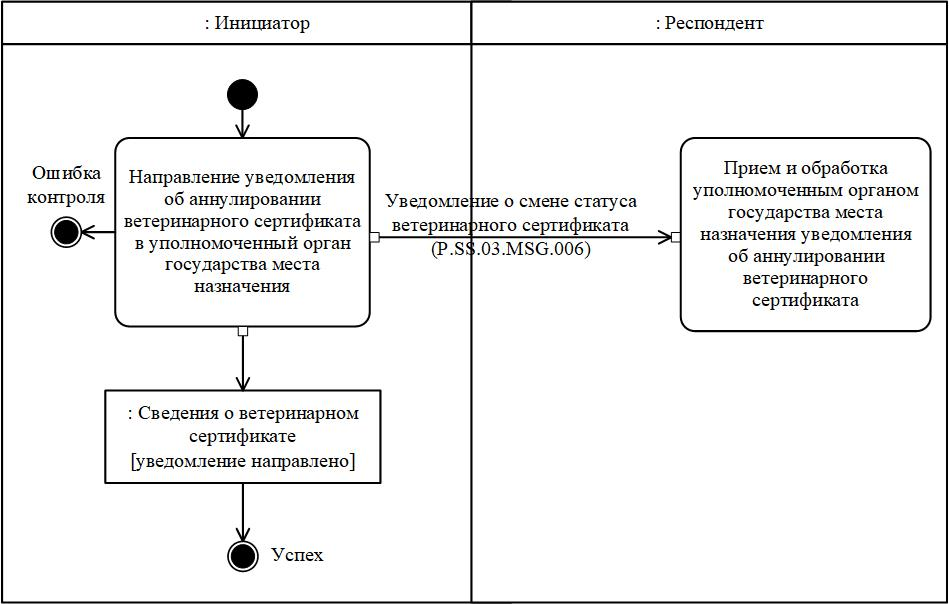 : Инициатор
: Респондент
Ошибка
контроля
Направление уведомления
об аннулировании
ветеринарного сертификата
в уполномоченный орган
государства места
назначения
Уведомление о смене статуса
ветеринарного сертификата
(P.SS.03.MSG.006)
Прием и обработка
уполномоченным органом
государства места
назначения уведомления
об аннулировании
ветеринарного
сертификата
: Сведения о ветеринарном
сертификате
[уведомление направлено]
Успех